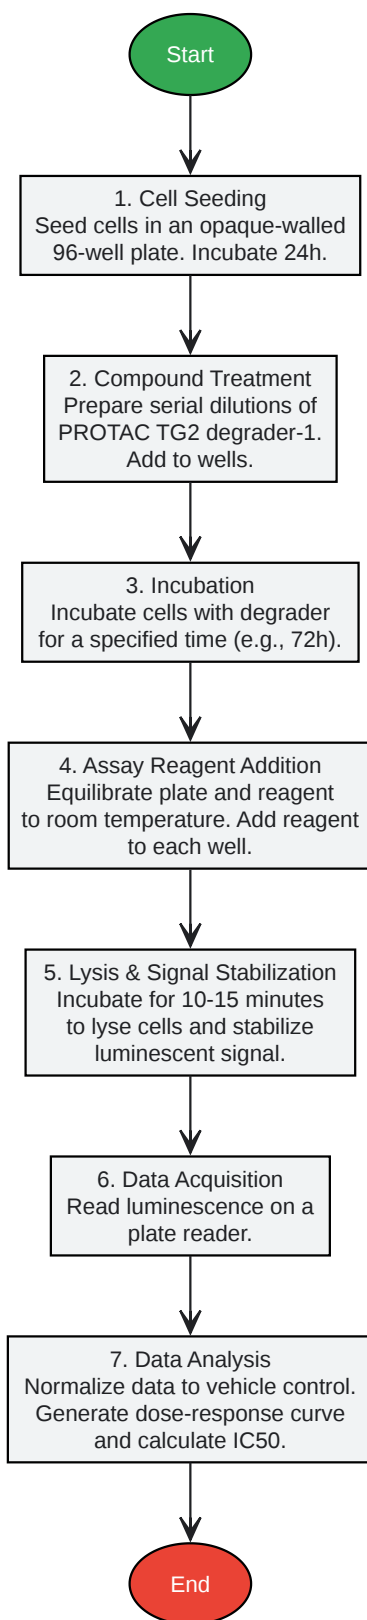 Start
1. Cell Seeding
Seed cells in an opaque-walled
96-well plate. Incubate 24h.
2. Compound Treatment
Prepare serial dilutions of
PROTAC TG2 degrader-1.
Add to wells.
3. Incubation
Incubate cells with degrader
for a specified time (e.g., 72h).
4. Assay Reagent Addition
Equilibrate plate and reagent
to room temperature. Add reagent
to each well.
5. Lysis & Signal Stabilization
Incubate for 10-15 minutes
to lyse cells and stabilize
luminescent signal.
6. Data Acquisition
Read luminescence on a
plate reader.
7. Data Analysis
Normalize data to vehicle control.
Generate dose-response curve
and calculate IC50.
End